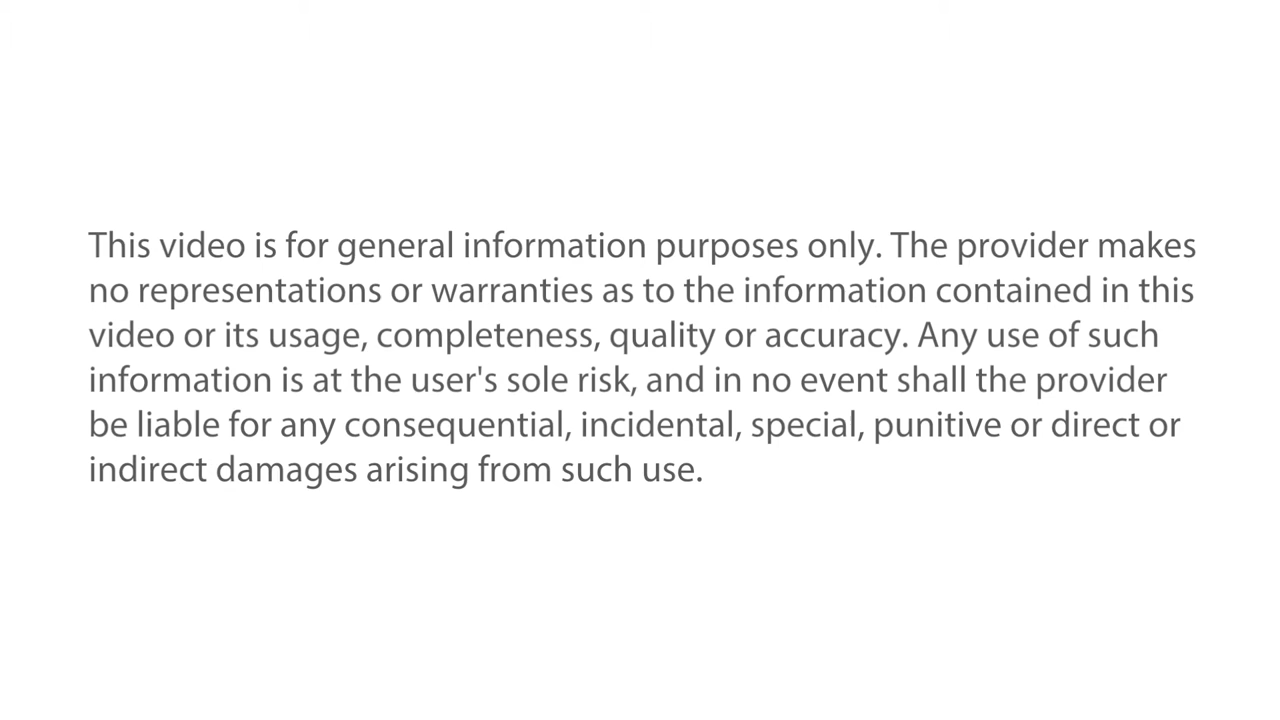 This video is for general information purposes only. The provider makes
no representations or warranties as to the information contained in this
video or its usage, completeness, quality or accuracy. Any use of such
information is at the user's sole risk, and in no event shall the provider
be liable for any consequential, incidental, special, punitive or direct or
indirect damages arising from such use.